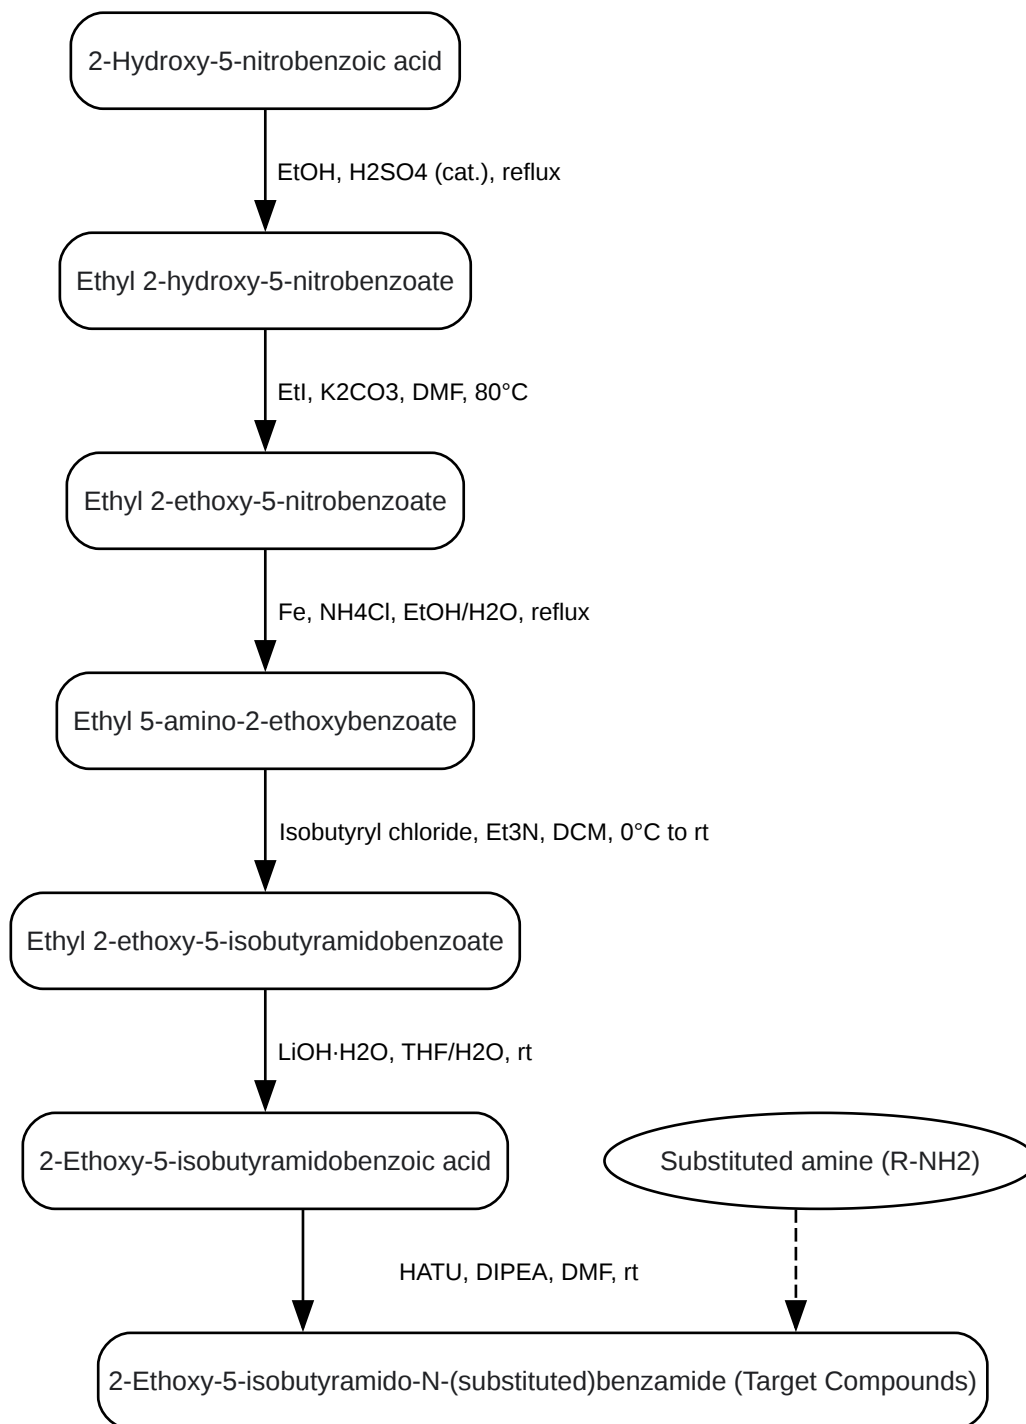 2-Hydroxy-5-nitrobenzoic acid
EtOH, H2SO4 (cat.), reflux
Ethyl 2-hydroxy-5-nitrobenzoate
EtI, K2CO3, DMF, 80°C
Ethyl 2-ethoxy-5-nitrobenzoate
Fe, NH4Cl, EtOH/H2O, reflux
Ethyl 5-amino-2-ethoxybenzoate
Isobutyryl chloride, Et3N, DCM, 0°C to rt
Ethyl 2-ethoxy-5-isobutyramidobenzoate
LiOH·H2O, THF/H2O, rt
2-Ethoxy-5-isobutyramidobenzoic acid
Substituted amine (R-NH2)
HATU, DIPEA, DMF, rt
2-Ethoxy-5-isobutyramido-N-(substituted)benzamide (Target Compounds)